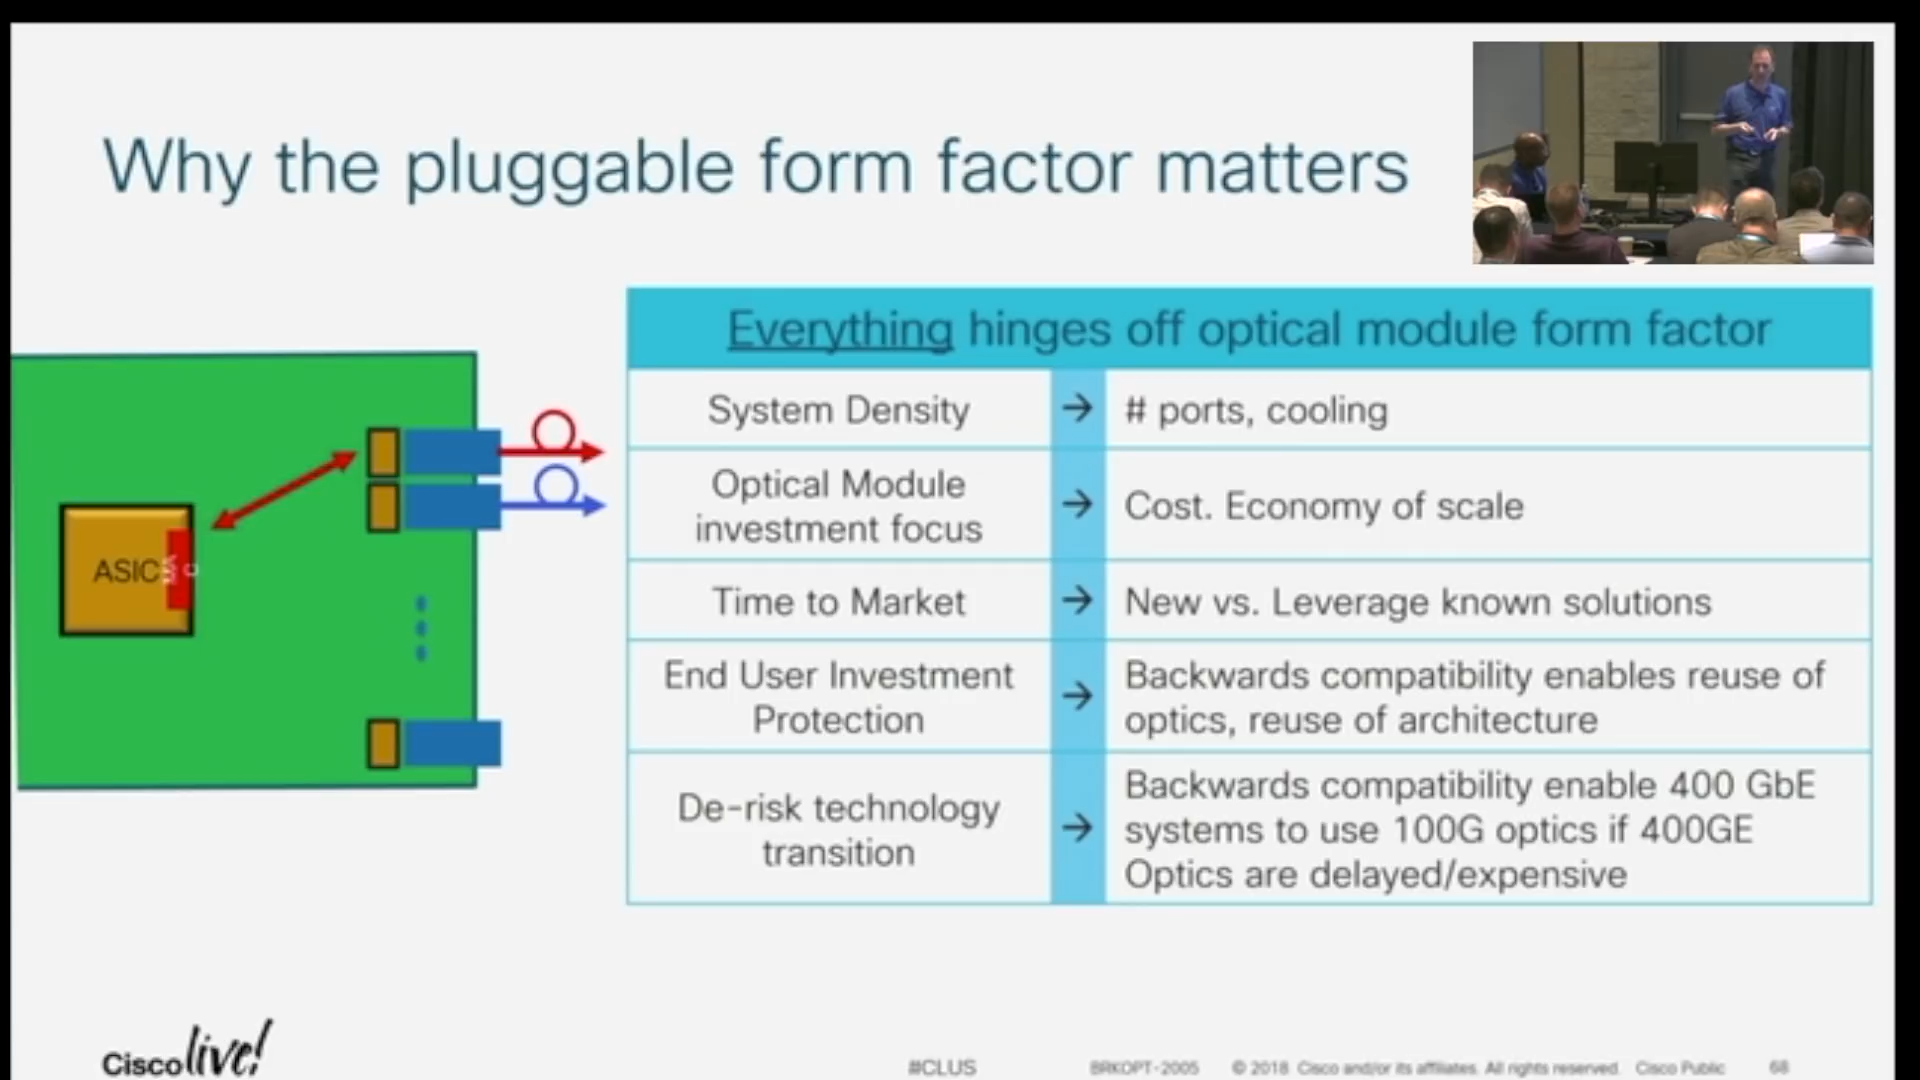 Why the pluggable form factor matters
Everything hinges off optical module form factor
System Density → # ports, cooling
Optical Module
investment focus → Cost. Economy of scale
Time to Market → New vs. Leverage known solutions
End User Investment
Protection → Backwards compatibility enables reuse of
optics, reuse of architecture
De-risk technology
transition → Backwards compatibility enable 400 GbE
systems to use 100G optics if 400GE
Optics are delayed/expensive
ASIC
Cisco live!
#CLUS
BRKOPT-2005
© 2018 Cisco and/or its affiliates. All rights reserved. Cisco Public
68